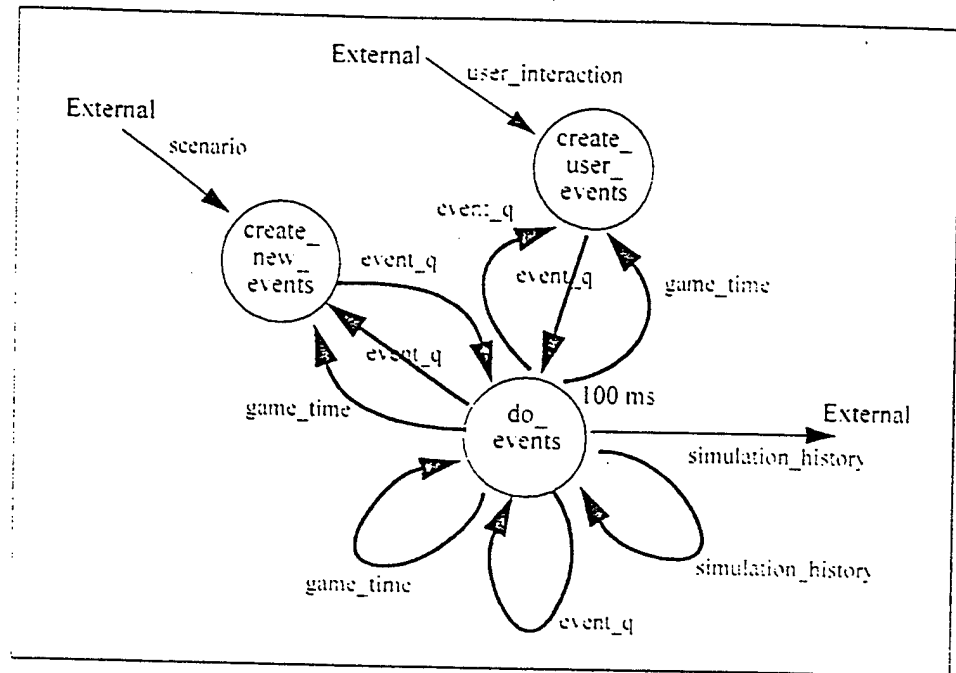 External
user_interaction
External
scenario
create_
user_
events
event_q
create_
new_
events
event_q
event_q
game_time
event_q
game_time
100 ms
do_
events
External
simulation_history
game_time
simulation_history
event_q